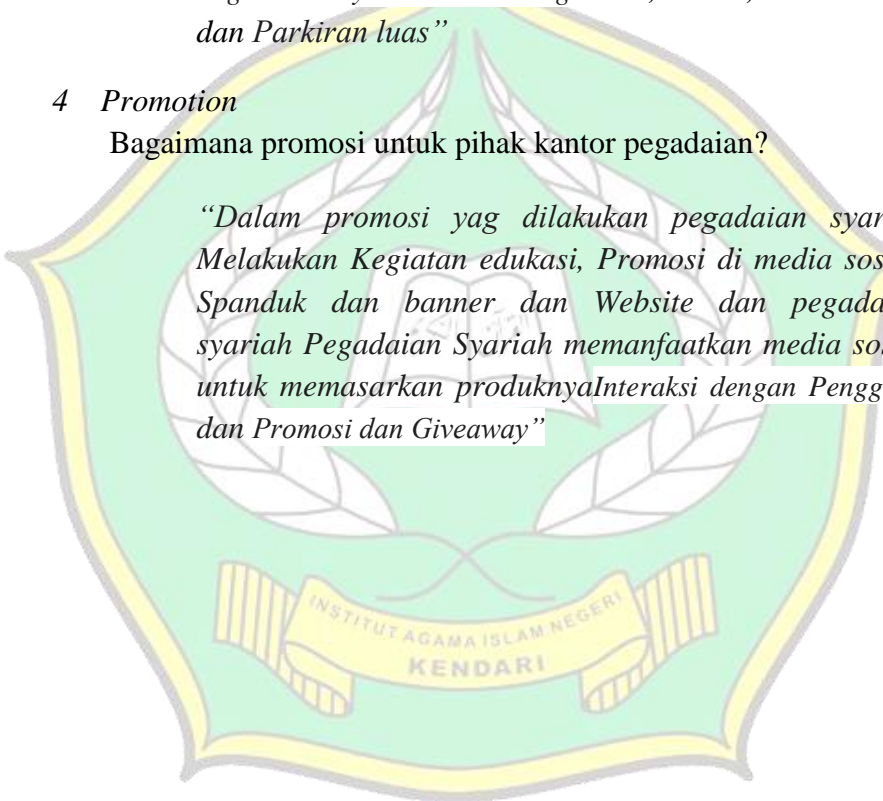 dan Parkiran luas”
4 Promotion
Bagaimana promosi untuk pihak kantor pegadaian?
“Dalam promosi yag dilakukan pegadaian
Melakukan Kegiatan edukasi, Promosi di media
Spanduk dan banner dan Website dan
syariah Pegadaian Syariah memanfaatkan media
untuk memasarkan produknyaInteraksi dengan
dan Promosi dan Giveaway”
INSTITUT AGAMA ISLAM NEGERI
KENDARI